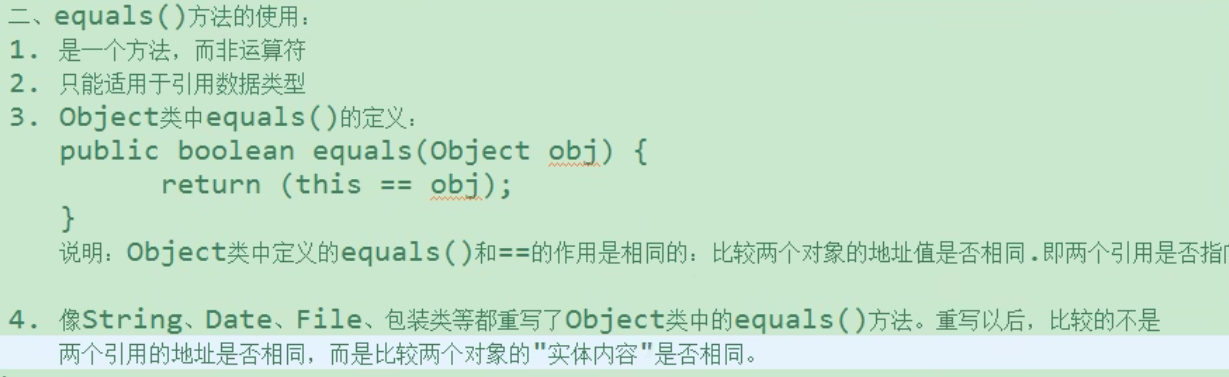 二、equals()方法的使用：
1. 是一个方法，而非运算符
2. 只能适用于引用数据类型
3. Object类中equals()的定义：
public boolean equals(Object obj) {
return (this == obj);
}
说明：Object类中定义的equals()和==的作用是相同的：比较两个对象的地址值是否相同.即两个引用是否指
4. 像String、Date、File、包装类等都重写了Object类中的equals()方法。重写以后，比较的不是
两个引用的地址是否相同，而是比较两个对象的"实体内容"是否相同。